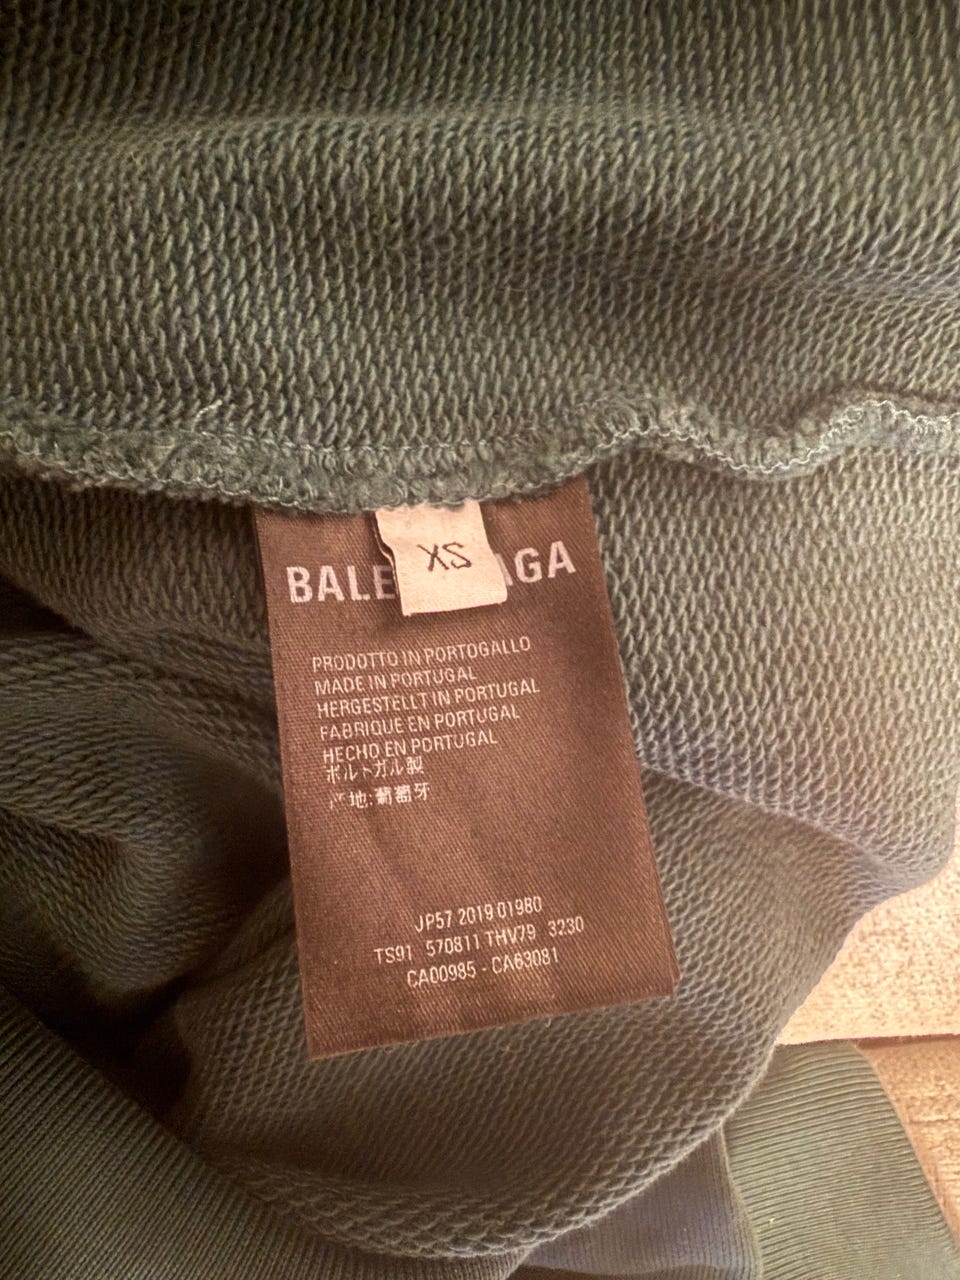 XS
BALE AGA
PRODOTTO IN PORTOGALLO
MADE IN PORTUGAL
HERGESTELLT IN PORTUGAL
FABRIQUE EN PORTUGAL
HECHO EN PORTUGAL
ポルトガル製
产地:葡萄牙
JP57 2019 01980
TS91 570811 THV79 3230
CA00985 - CA63081